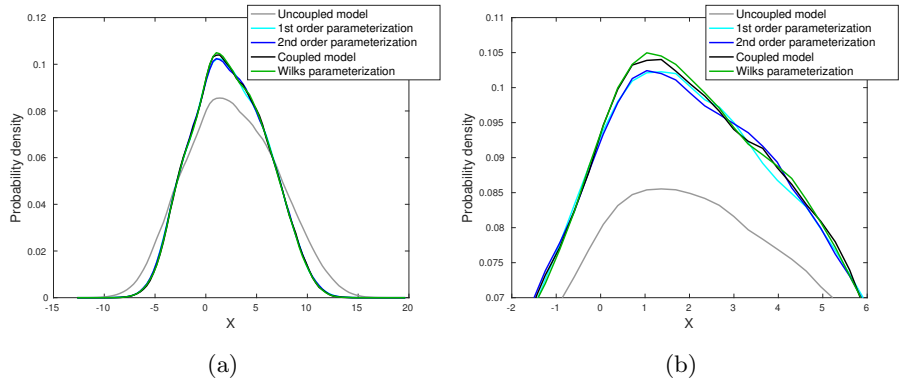 Uncoupled model
1st order parameterization
2nd order parameterization
Coupled model
Wilks parameterization
0.12
0.1
0.08
0.06
0.04
0.02
0
Probability density
-15 -10 -5 0 5 10 15 20
X
(a)
Uncoupled model
1st order parameterization
2nd order parameterization
Coupled model
Wilks parameterization
0.11
0.105
0.1
0.095
0.09
0.085
0.08
0.075
0.07
Probability density
-2 -1 0 1 2 3 4 5 6
X
(b)